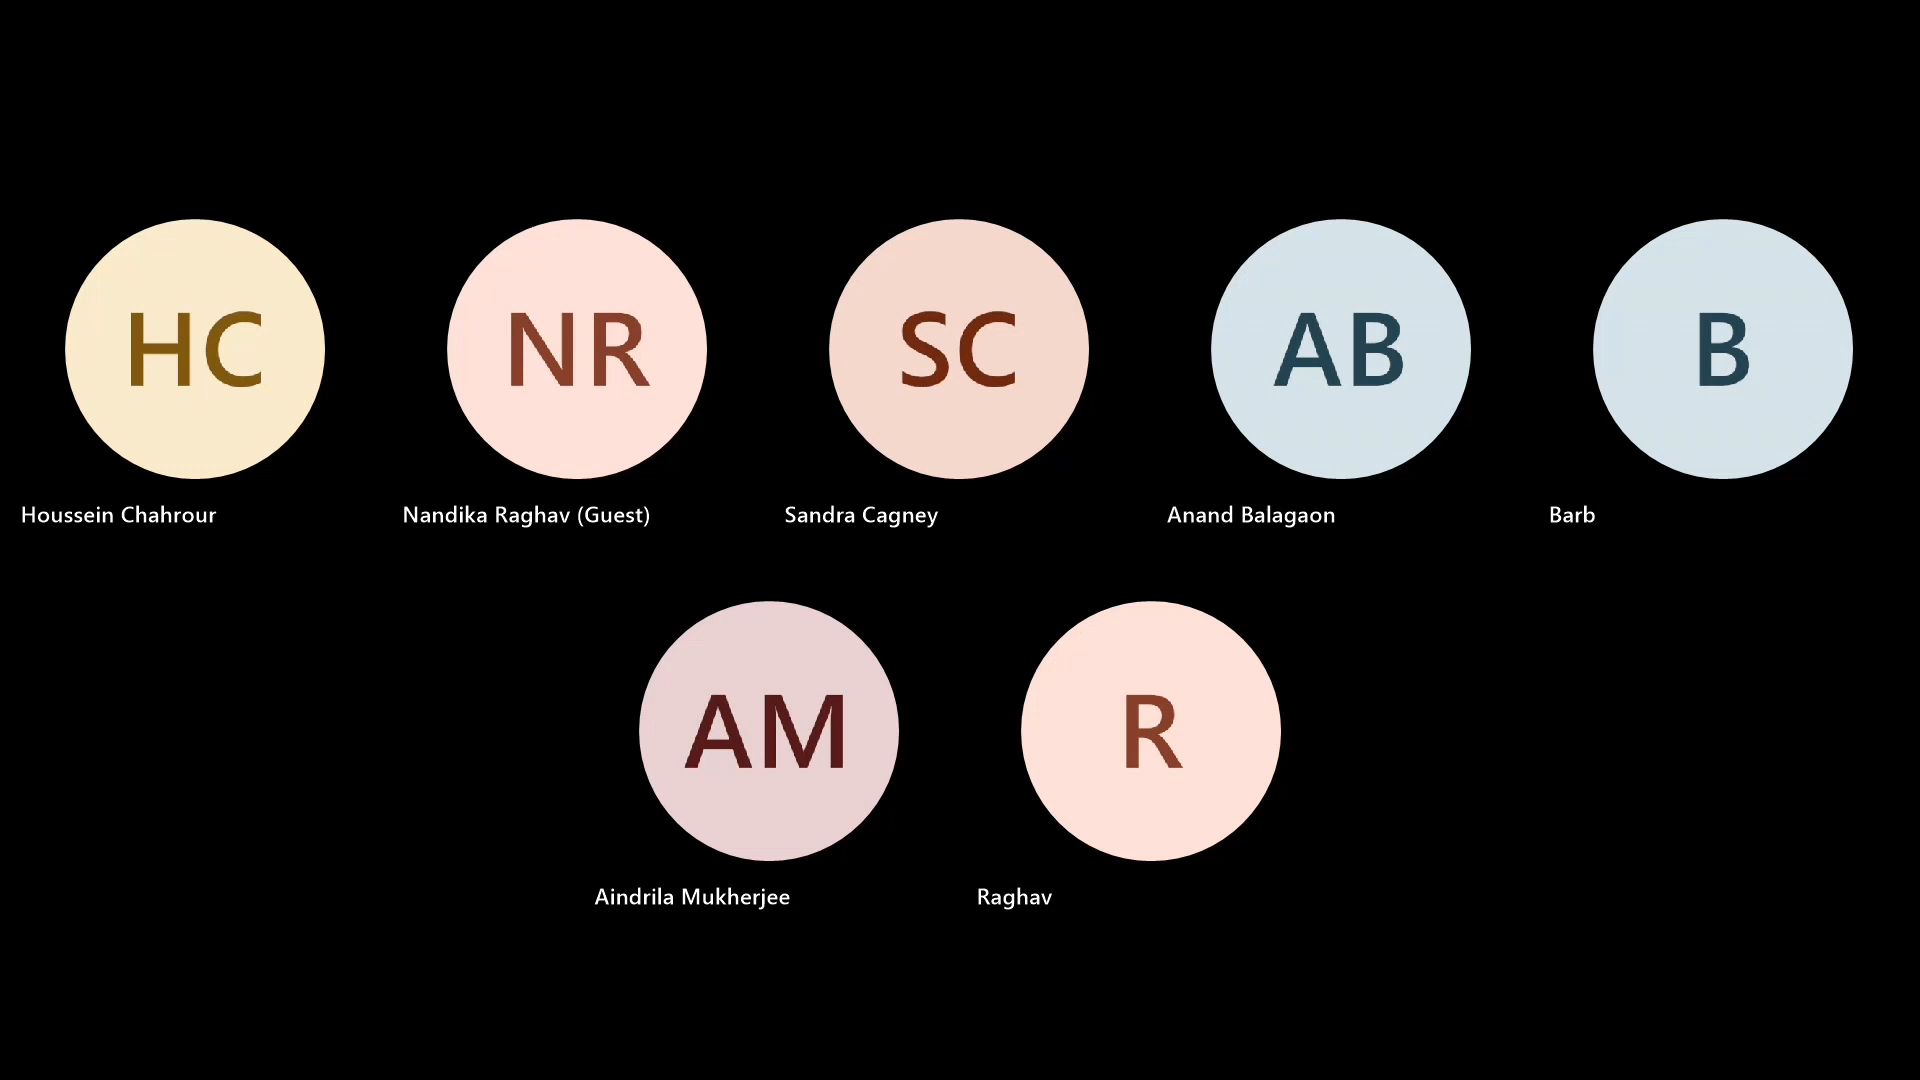 HC
NR
SC
AB
B
Houssein Chahrour
Nandika Raghav (Guest)
Sandra Cagney
Anand Balagaon
Barb
AM
R
Aindrila Mukherjee
Raghav